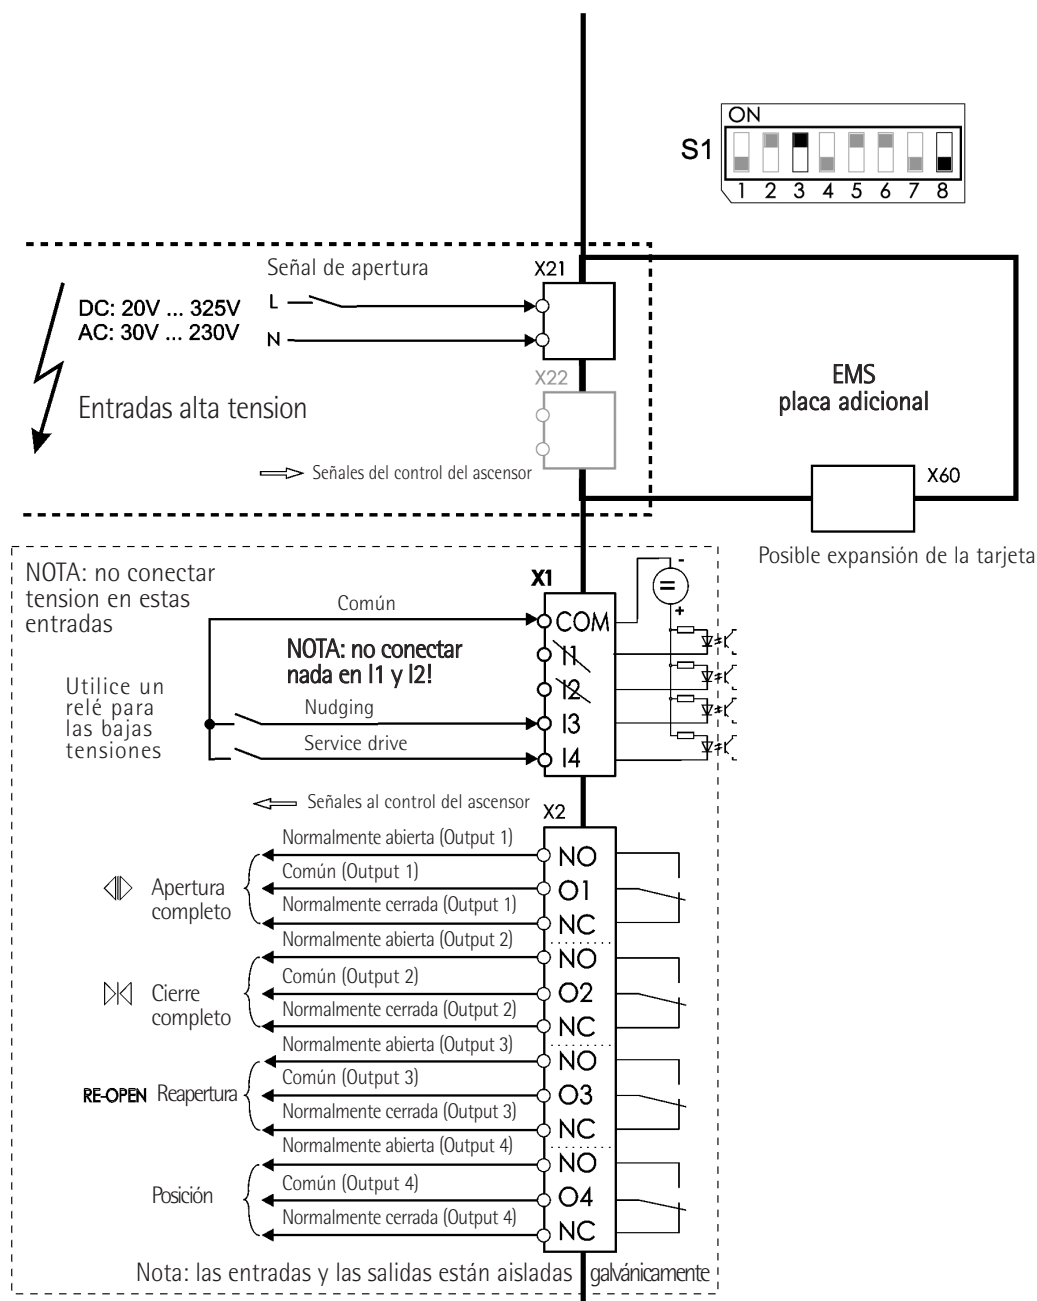 ON
S1
1 2 3 4 5 6 7 8
Señal de apertura
X21
DC: 20V ... 325V
AC: 30V ... 230V
L
N
X22
EMS
placa adicional
Entradas alta tension
Señales del control del ascensor
X60
Posible expansión de la tarjeta
NOTA: no conectar
tension en estas
entradas
X1
-
=
+
Común
COM
NOTA: no conectar
nada en I1 y I2!
I1
I2
Utilice un
relé para
las bajas
tensiones
Nudging
I3
Service drive
I4
Señales al control del ascensor
X2
Normalmente abierta (Output 1)
NO
Común (Output 1)
O1
Apertura
completo
Normalmente cerrada (Output 1)
NC
Normalmente abierta (Output 2)
NO
Común (Output 2)
O2
Cierre
completo
Normalmente cerrada (Output 2)
NC
Normalmente abierta (Output 3)
NO
Común (Output 3)
O3
RE-OPEN Reapertura
Normalmente cerrada (Output 3)
NC
Normalmente abierta (Output 4)
NO
Común (Output 4)
O4
Posición
Normalmente cerrada (Output 4)
NC
Nota: las entradas y las salidas están aisladas galvánicamente